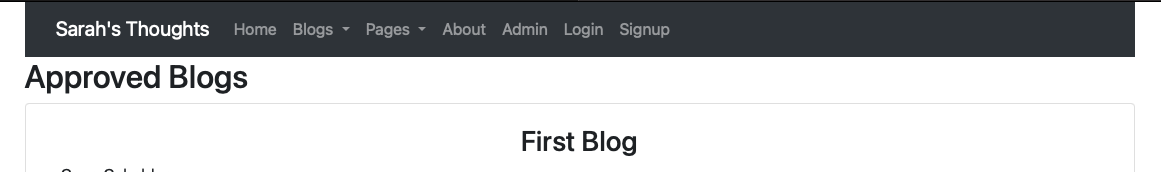 Sarah's Thoughts Home Blogs Pages About Admin Login Signup
Approved Blogs
First Blog